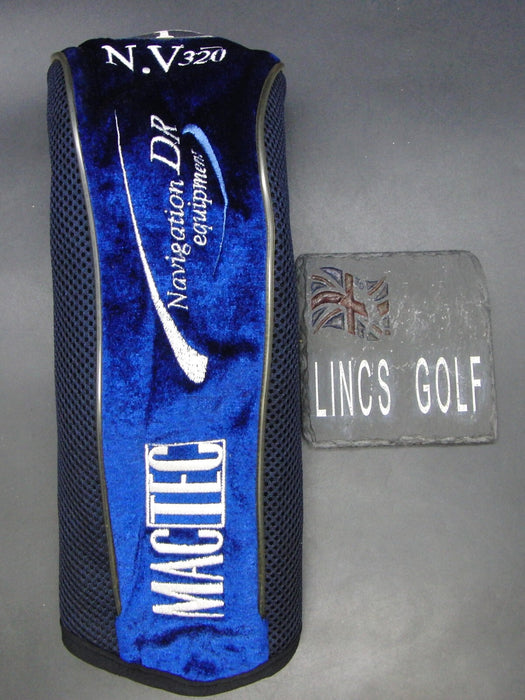 N.V320
Navigation DR
equipment
MACTEC
LINCS GOLF